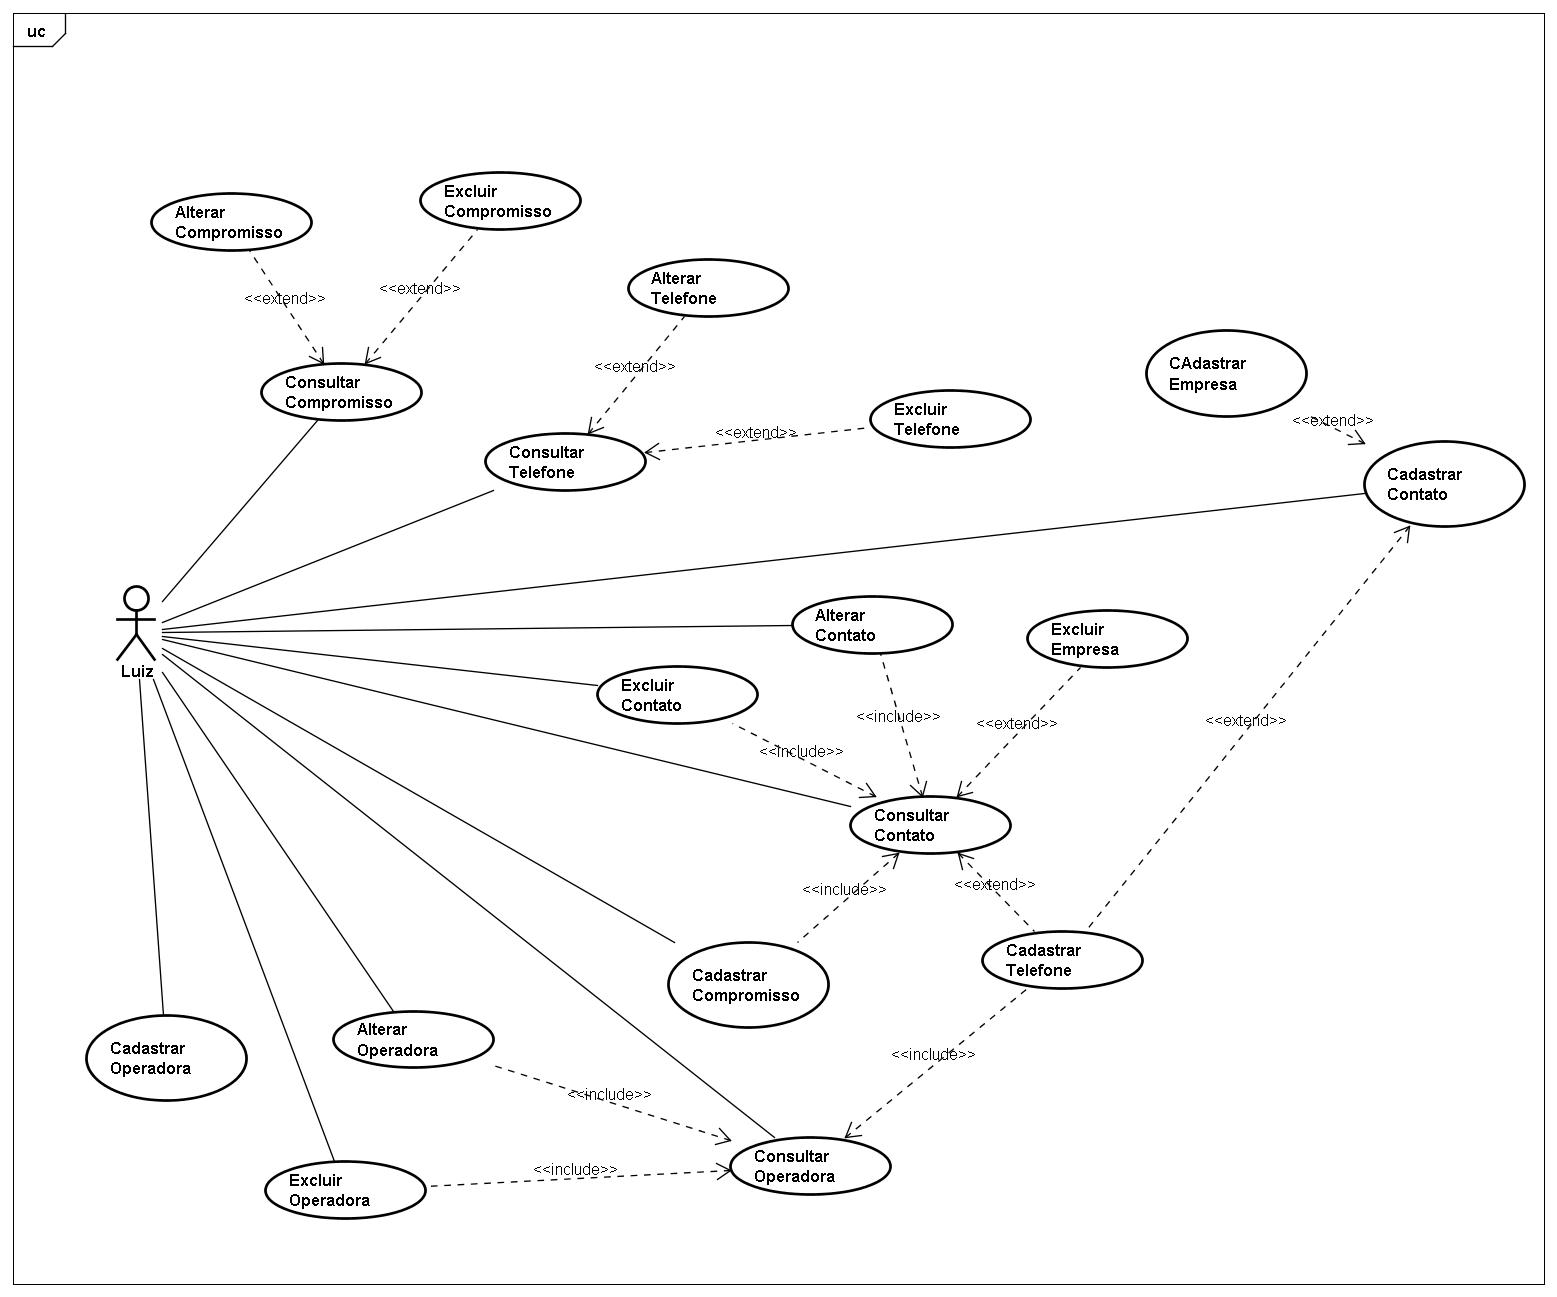 uc
Excluir
Compromisso
Alterar
Compromisso
<<extend>>
<<extend>>
Alterar
Telefone
<<extend>>
Consultar
Compromisso
CAdastrar
Empresa
<<extend>>
Excluir
Telefone
<<extend>>
Consultar
Telefone
Cadastrar
Contato
Luiz
Alterar
Contato
Excluir
Empresa
Excluir
Contato
<<include>>
<<extend>>
<<extend>>
<<include>>
Consultar
Contato
<<include>>
<<extend>>
Cadastrar
Telefone
Cadastrar
Compromisso
Alterar
Operadora
Cadastrar
Operadora
<<include>>
<<include>>
Consultar
Operadora
<<include>>
Excluir
Operadora